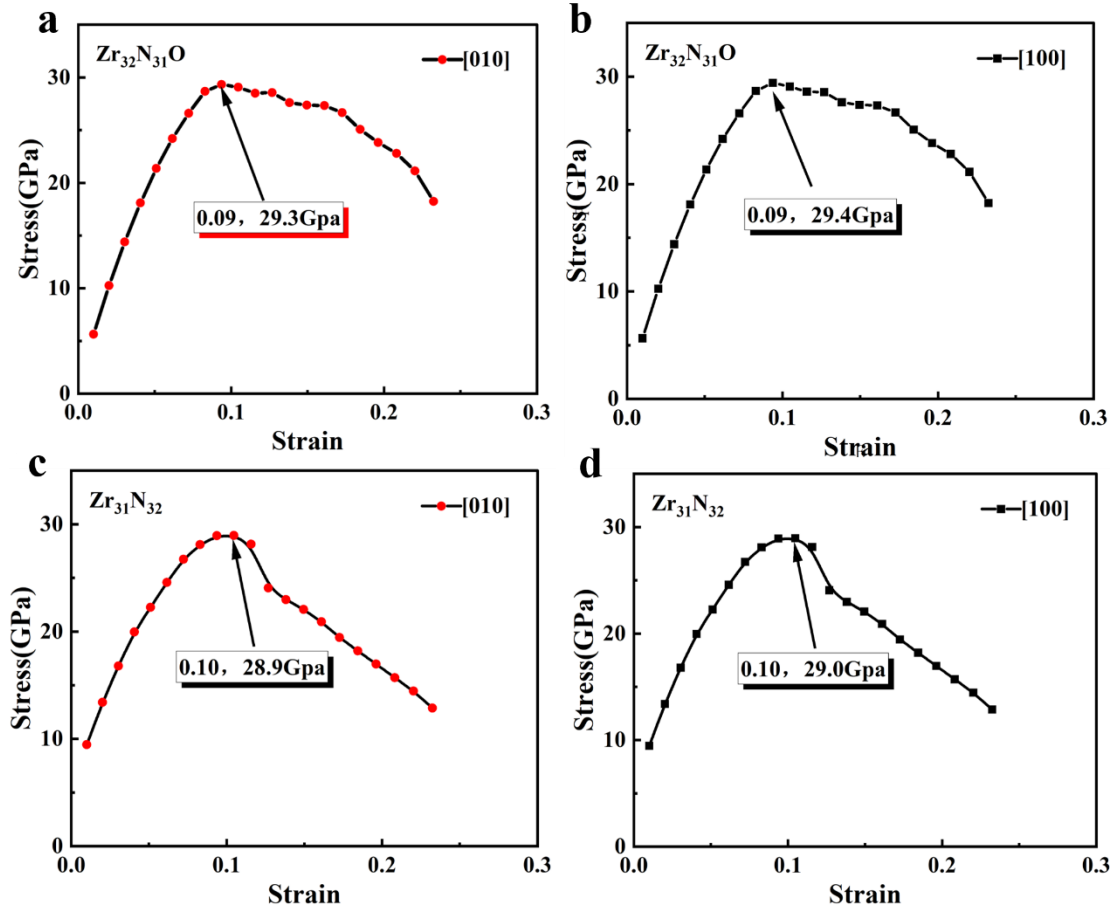 a
Zr₃₂N₃₁O
[010]
30
20
10
0
0.0 0.1 0.2 0.3
Stress(GPa)
Strain
0.09，29.3Gpa
b
Zr₃₂N₃₁O
[100]
30
20
10
0
0.0 0.1 0.2 0.3
Stress(GPa)
Strain
0.09，29.4Gpa
c
Zr₃₁N₃₂
[010]
30
20
10
0
0.0 0.1 0.2 0.3
Stress(GPa)
Strain
0.10，28.9Gpa
d
Zr₃₁N₃₂
[100]
30
20
10
0
0.0 0.1 0.2 0.3
Stress(GPa)
Strain
0.10，29.0Gpa